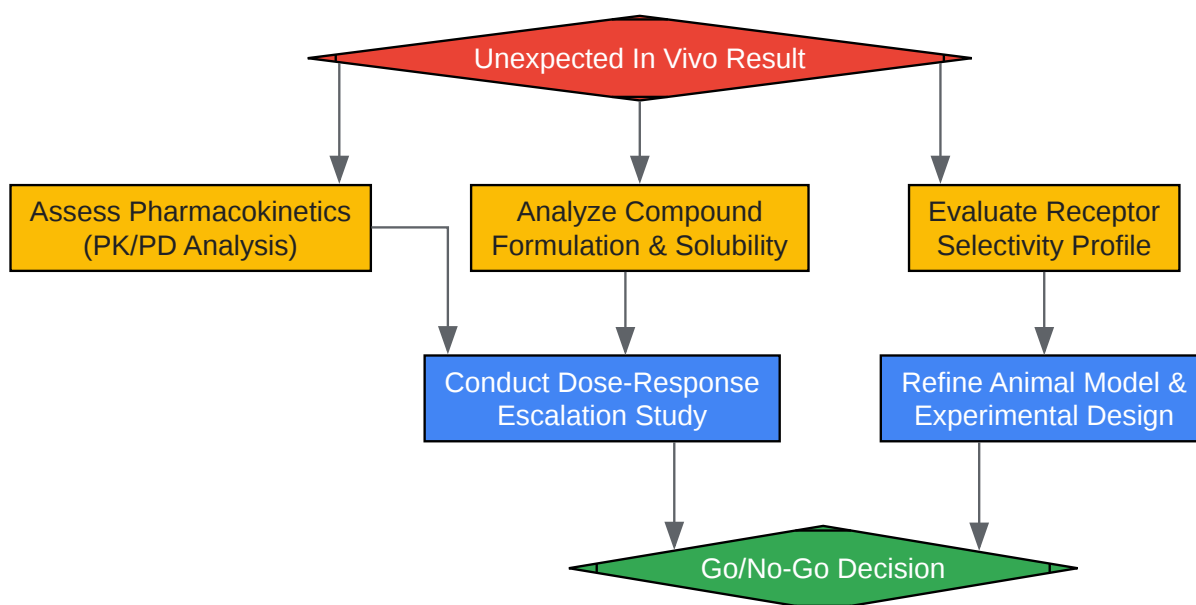 Unexpected In Vivo Result
Assess Pharmacokinetics
(PK/PD Analysis)
Analyze Compound
Formulation & Solubility
Evaluate Receptor
Selectivity Profile
Conduct Dose-Response
Escalation Study
Refine Animal Model &
Experimental Design
Go/No-Go Decision